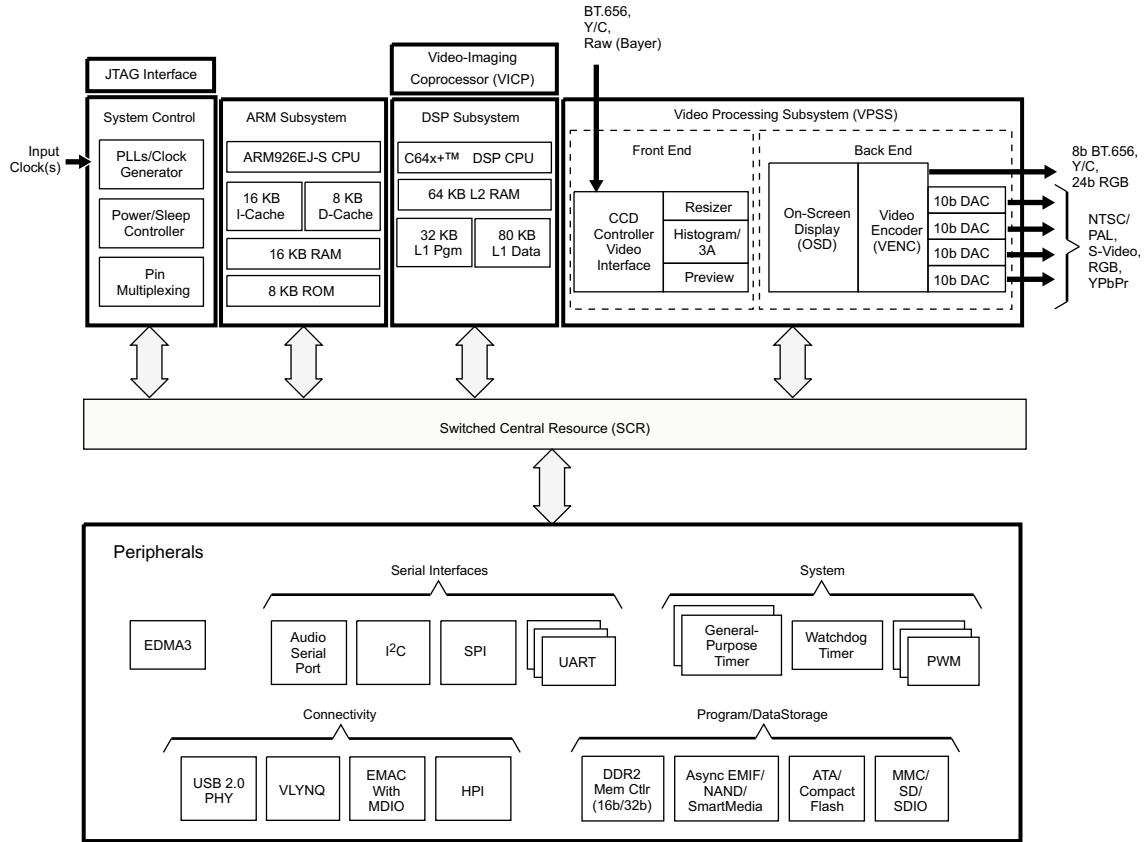 BT.656,
Y/C,
Raw (Bayer)
JTAG Interface
Video-Imaging
Coprocessor (VICP)
Input
Clock(s)
System Control
PLLs/Clock
Generator
Power/Sleep
Controller
Pin
Multiplexing
ARM Subsystem
ARM926EJ-S CPU
16 KB
I-Cache
8 KB
D-Cache
16 KB RAM
8 KB ROM
DSP Subsystem
C64x+™ DSP CPU
64 KB L2 RAM
32 KB
L1 Pgm
80 KB
L1 Data
Video Processing Subsystem (VPSS)
Front End
CCD
Controller
Video
Interface
Resizer
Histogram/
3A
Preview
Back End
On-Screen
Display
(OSD)
Video
Encoder
(VENC)
10b DAC
10b DAC
10b DAC
10b DAC
8b BT.656,
Y/C,
24b RGB
NTSC/
PAL,
S-Video,
RGB,
YPbPr
Switched Central Resource (SCR)
Peripherals
EDMA3
Serial Interfaces
Audio
Serial
Port
I²C
SPI
UART
System
General-
Purpose
Timer
Watchdog
Timer
PWM
Connectivity
USB 2.0
PHY
VLYNQ
EMAC
With
MDIO
HPI
Program/DataStorage
DDR2
Mem Ctlr
(16b/32b)
Async EMIF/
NAND/
SmartMedia
ATA/
Compact
Flash
MMC/
SD/
SDIO